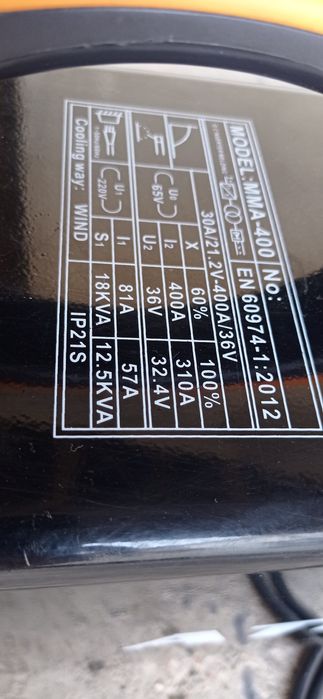 MODEL:MMA-400 No:
EN 60974-1:2012
30A/21.2V-400A/36V
X 60% 100%
U₀ 65V I₂ 400A 310A
U₂ 36V 32.4V
U₁ 220V I₁ 81A 57A
S₁ 18KVA 12.5KVA
Cooling way: WIND IP21S